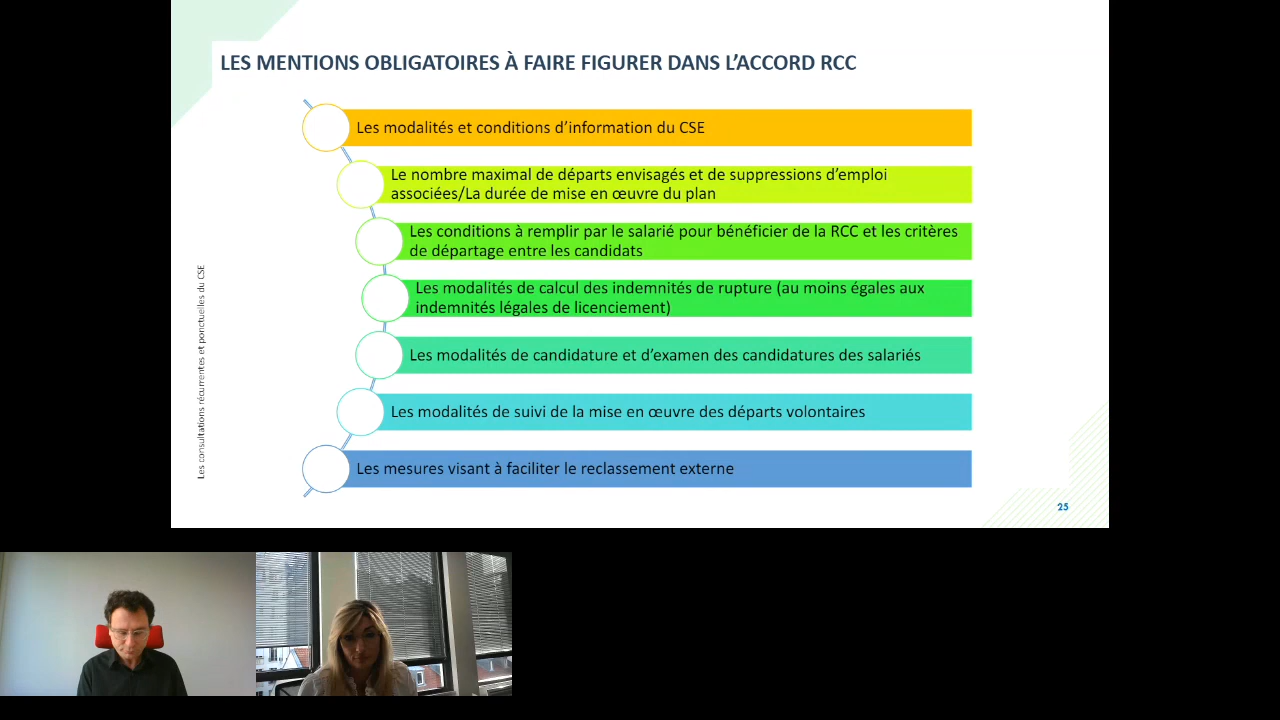 LES MENTIONS OBLIGATOIRES À FAIRE FIGURER DANS L'ACCORD RCC
Les modalités et conditions d'information du CSE
Le nombre maximal de départs envisagés et de suppressions d'emploi
associées/La durée de mise en œuvre du plan
Les conditions à remplir par le salarié pour bénéficier de la RCC et les critères
de départage entre les candidats
Les modalités de calcul des indemnités de rupture (au moins égales aux
indemnités légales de licenciement)
Les modalités de candidature et d'examen des candidatures des salariés
Les modalités de suivi de la mise en œuvre des départs volontaires
Les mesures visant à faciliter le reclassement externe
Les consultations récurrentes et ponctuelles du CSE
25